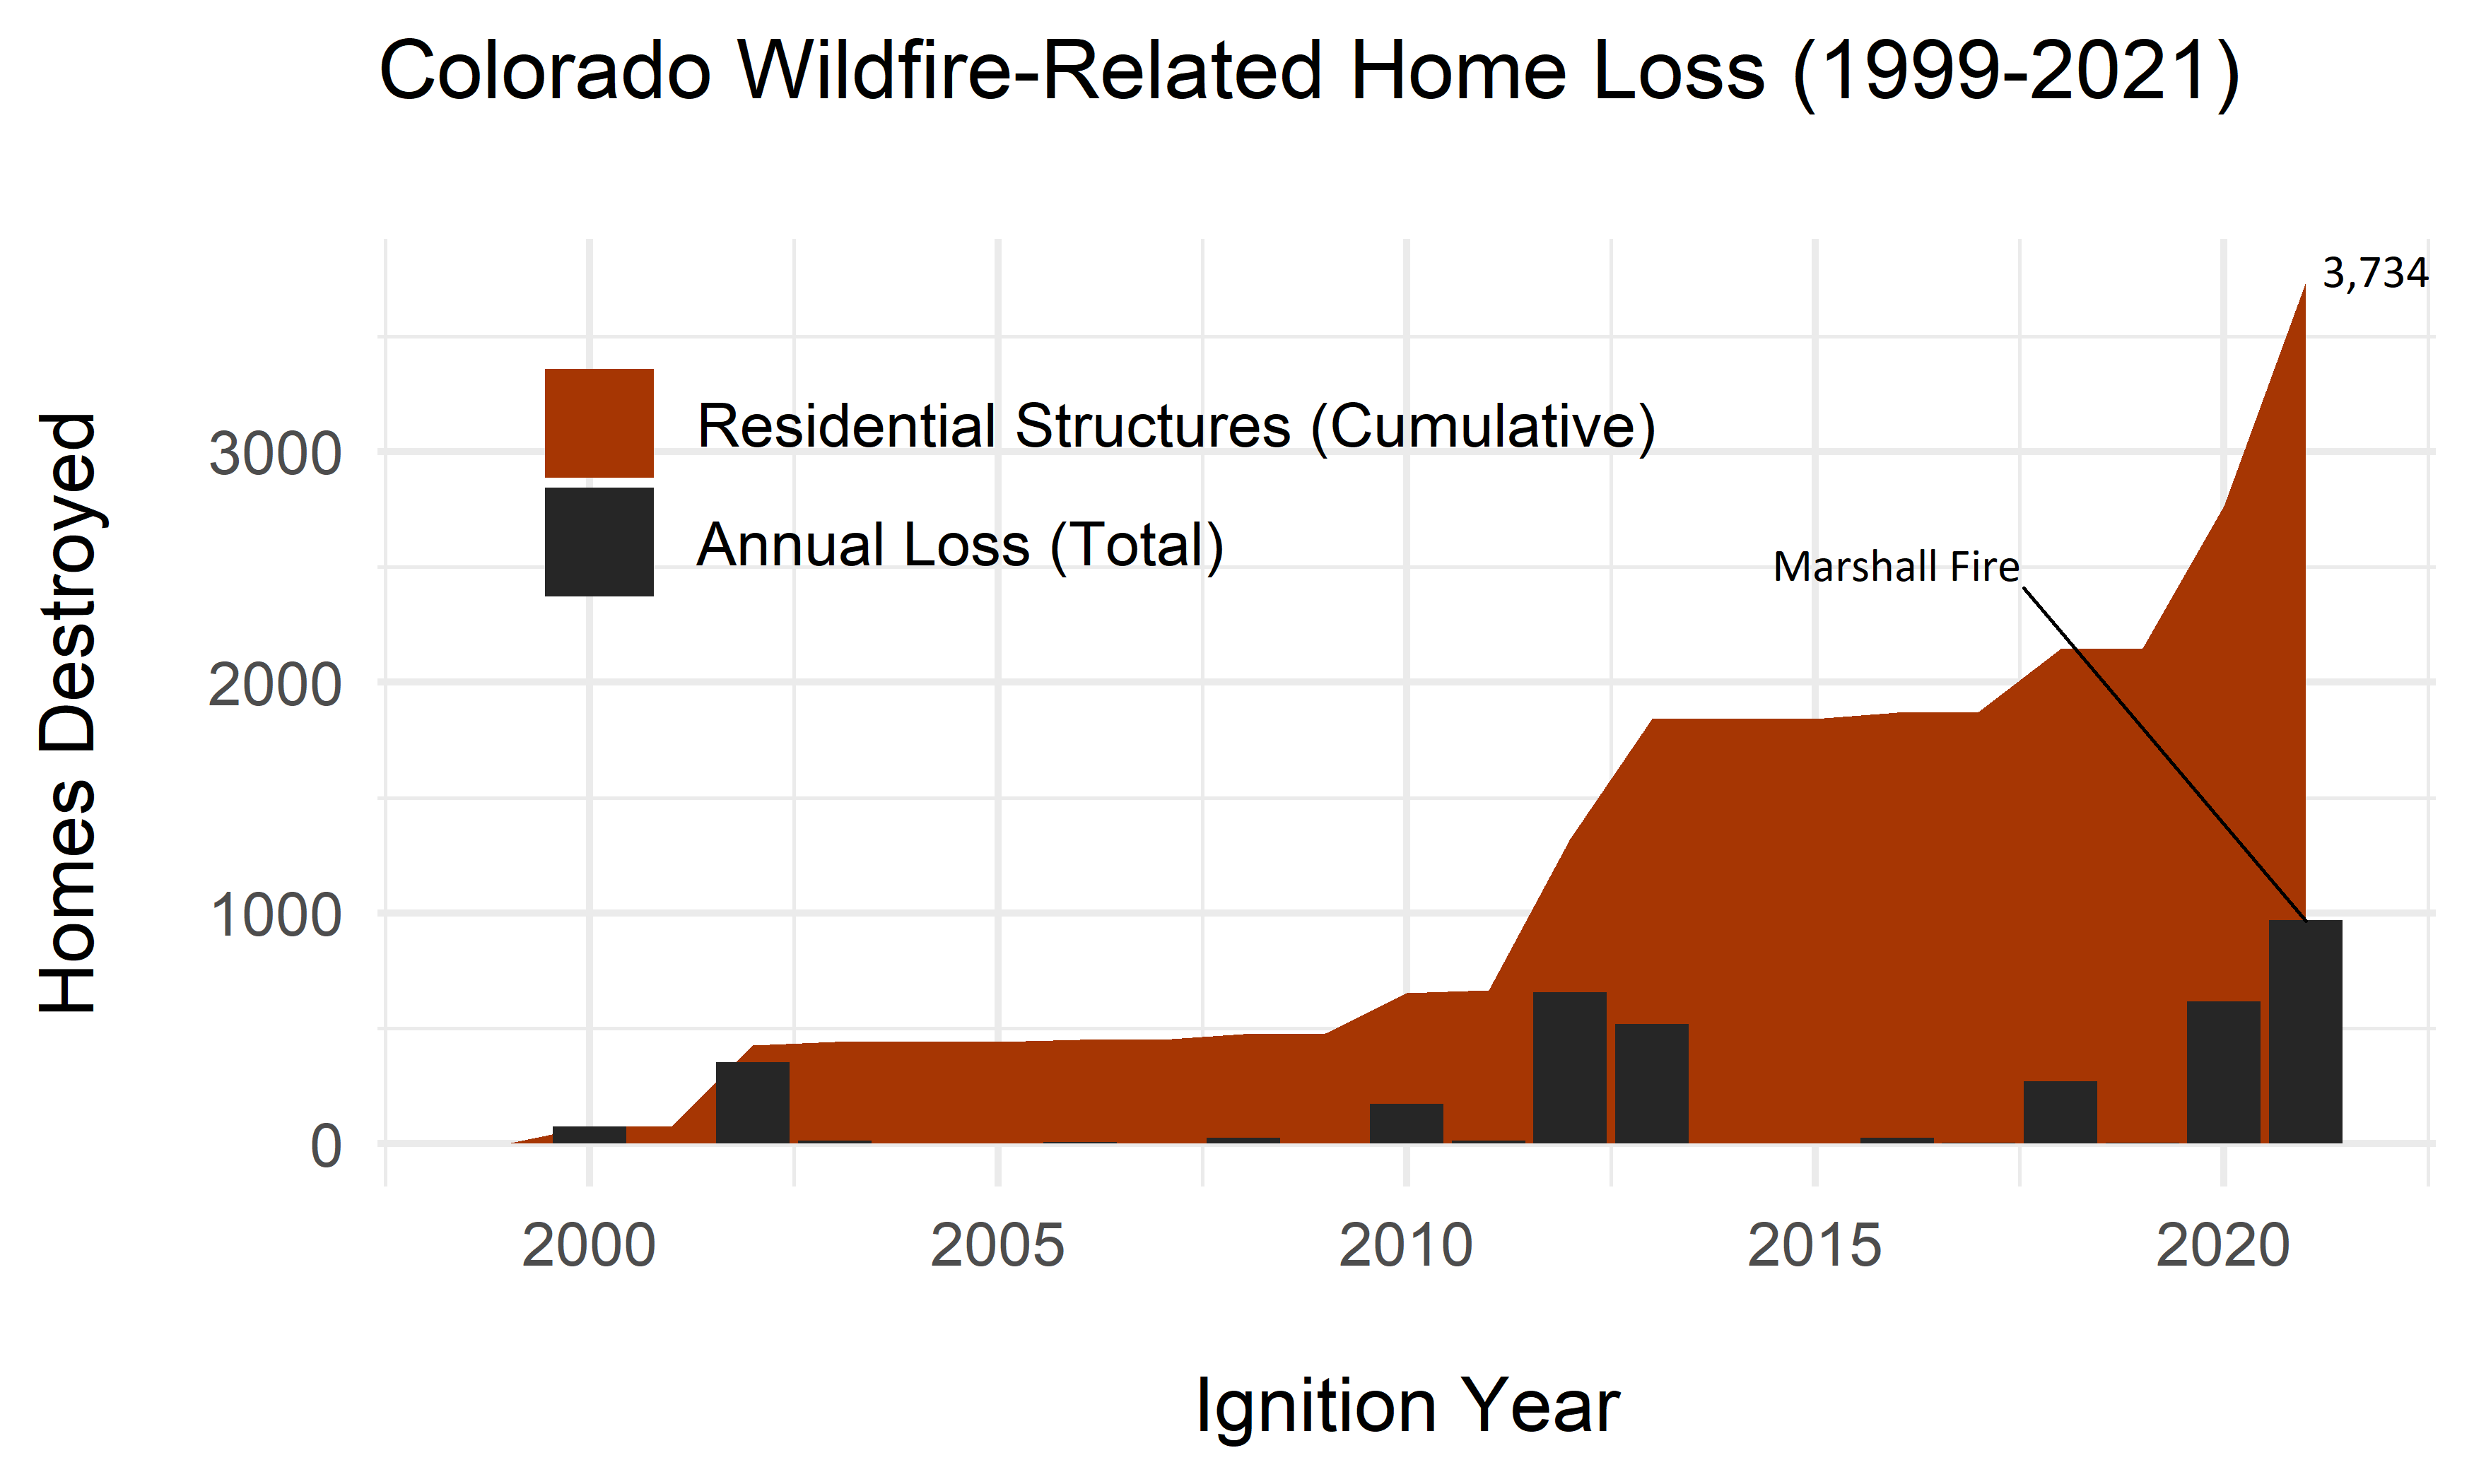 Colorado Wildfire-Related Home Loss (1999-2021)
3,734
Residential Structures (Cumulative)
Annual Loss (Total)
Marshall Fire
Homes Destroyed
3000
2000
1000
0
2000 2005 2010 2015 2020
Ignition Year